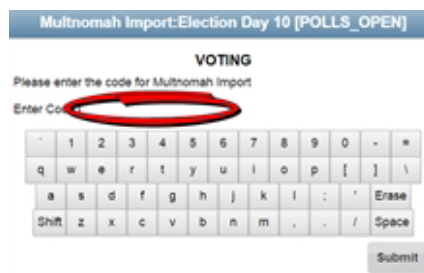 Multnomah Import:Election Day 10 [POLLS_OPEN]
VOTING
Please enter the code for Multnomah Import
Enter Co
` 1 2 3 4 5 6 7 8 9 0 - =
q w e r t y u i o p [ ] \
a s d f g h j k l ; ' Erase
Shift z x c v b n m , . / Space
Submit